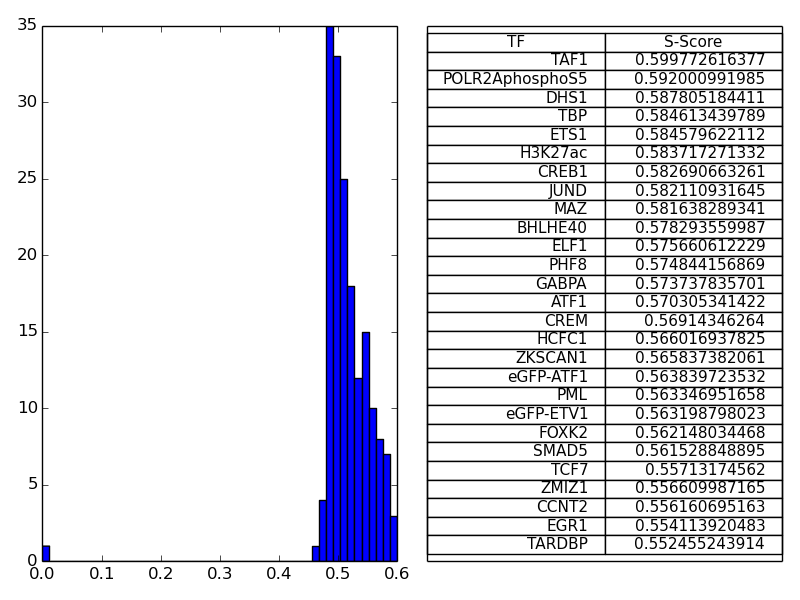 35
30
25
20
15
10
5
0
0.0 0.1 0.2 0.3 0.4 0.5 0.6
TF S-Score
TAF1 0.599772616377
POLR2AphosphoS5 0.592000991985
DHS1 0.587805184411
TBP 0.584613439789
ETS1 0.584579622112
H3K27ac 0.583717271332
CREB1 0.582690663261
JUND 0.582110931645
MAZ 0.581638289341
BHLHE40 0.578293559987
ELF1 0.575660612229
PHF8 0.574844156869
GABPA 0.573737835701
ATF1 0.570305341422
CREM 0.56914346264
HCFC1 0.566016937825
ZKSCAN1 0.565837382061
eGFP-ATF1 0.563839723532
PML 0.563346951658
eGFP-ETV1 0.563198798023
FOXK2 0.562148034468
SMAD5 0.561528848895
TCF7 0.55713174562
ZMIZ1 0.556609987165
CCNT2 0.556160695163
EGR1 0.554113920483
TARDBP 0.552455243914